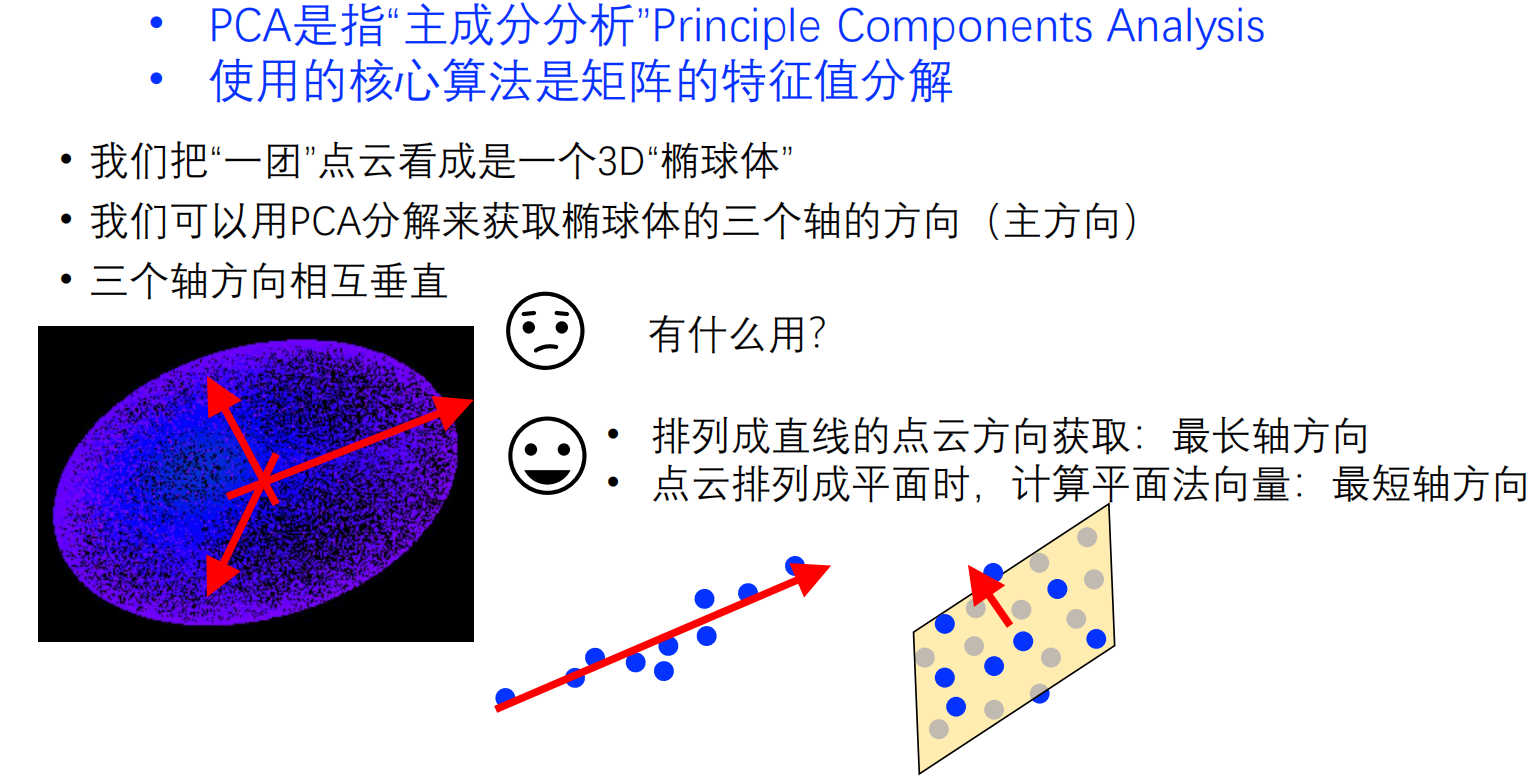 • PCA是指“主成分分析”Principle Components Analysis
• 使用的核心算法是矩阵的特征值分解
• 我们把“一团”点云看成是一个3D“椭球体”
• 我们可以用PCA分解来获取椭球体的三个轴的方向（主方向）
• 三个轴方向相互垂直
有什么用？
• 排列成直线的点云方向获取：最长轴方向
• 点云排列成平面时，计算平面法向量：最短轴方向